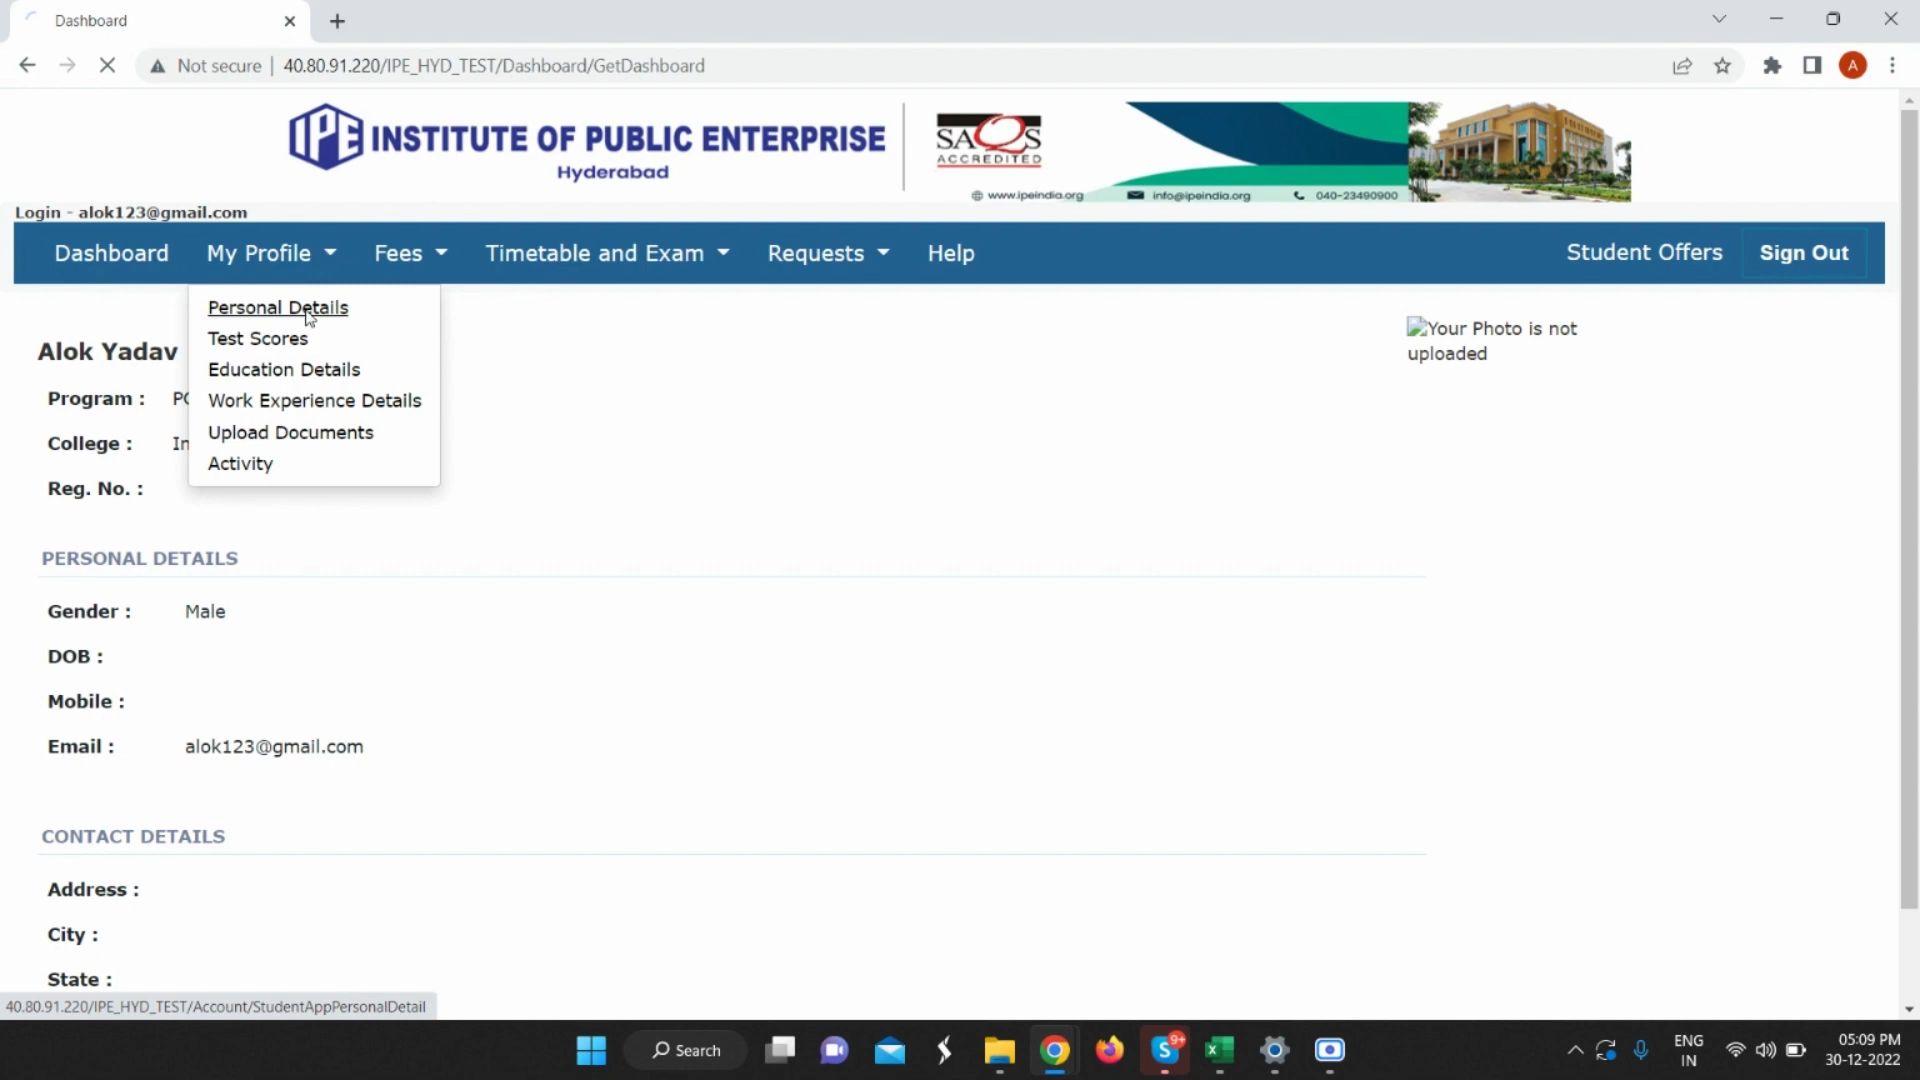 Dashboard
Not secure | 40.80.91.220/IPE_HYD_TEST/Dashboard/GetDashboard
A
IPE INSTITUTE OF PUBLIC ENTERPRISE
Hyderabad
SAQS
ACCREDITED
www.ipeindia.org info@ipeindia.org 040-23490900
Login - alok123@gmail.com
Dashboard My Profile Fees Timetable and Exam Requests Help Student Offers Sign Out
Personal Details
Test Scores
Education Details
Work Experience Details
Upload Documents
Activity
Your Photo is not
uploaded
Alok Yadav
Program :
College :
Reg. No. :
PERSONAL DETAILS
Gender : Male
DOB :
Mobile :
Email : alok123@gmail.com
CONTACT DETAILS
Address :
City :
State :
40.80.91.220/IPE_HYD_TEST/Account/StudentAppPersonalDetail
Search
9+
ENG
IN
05:09 PM
30-12-2022